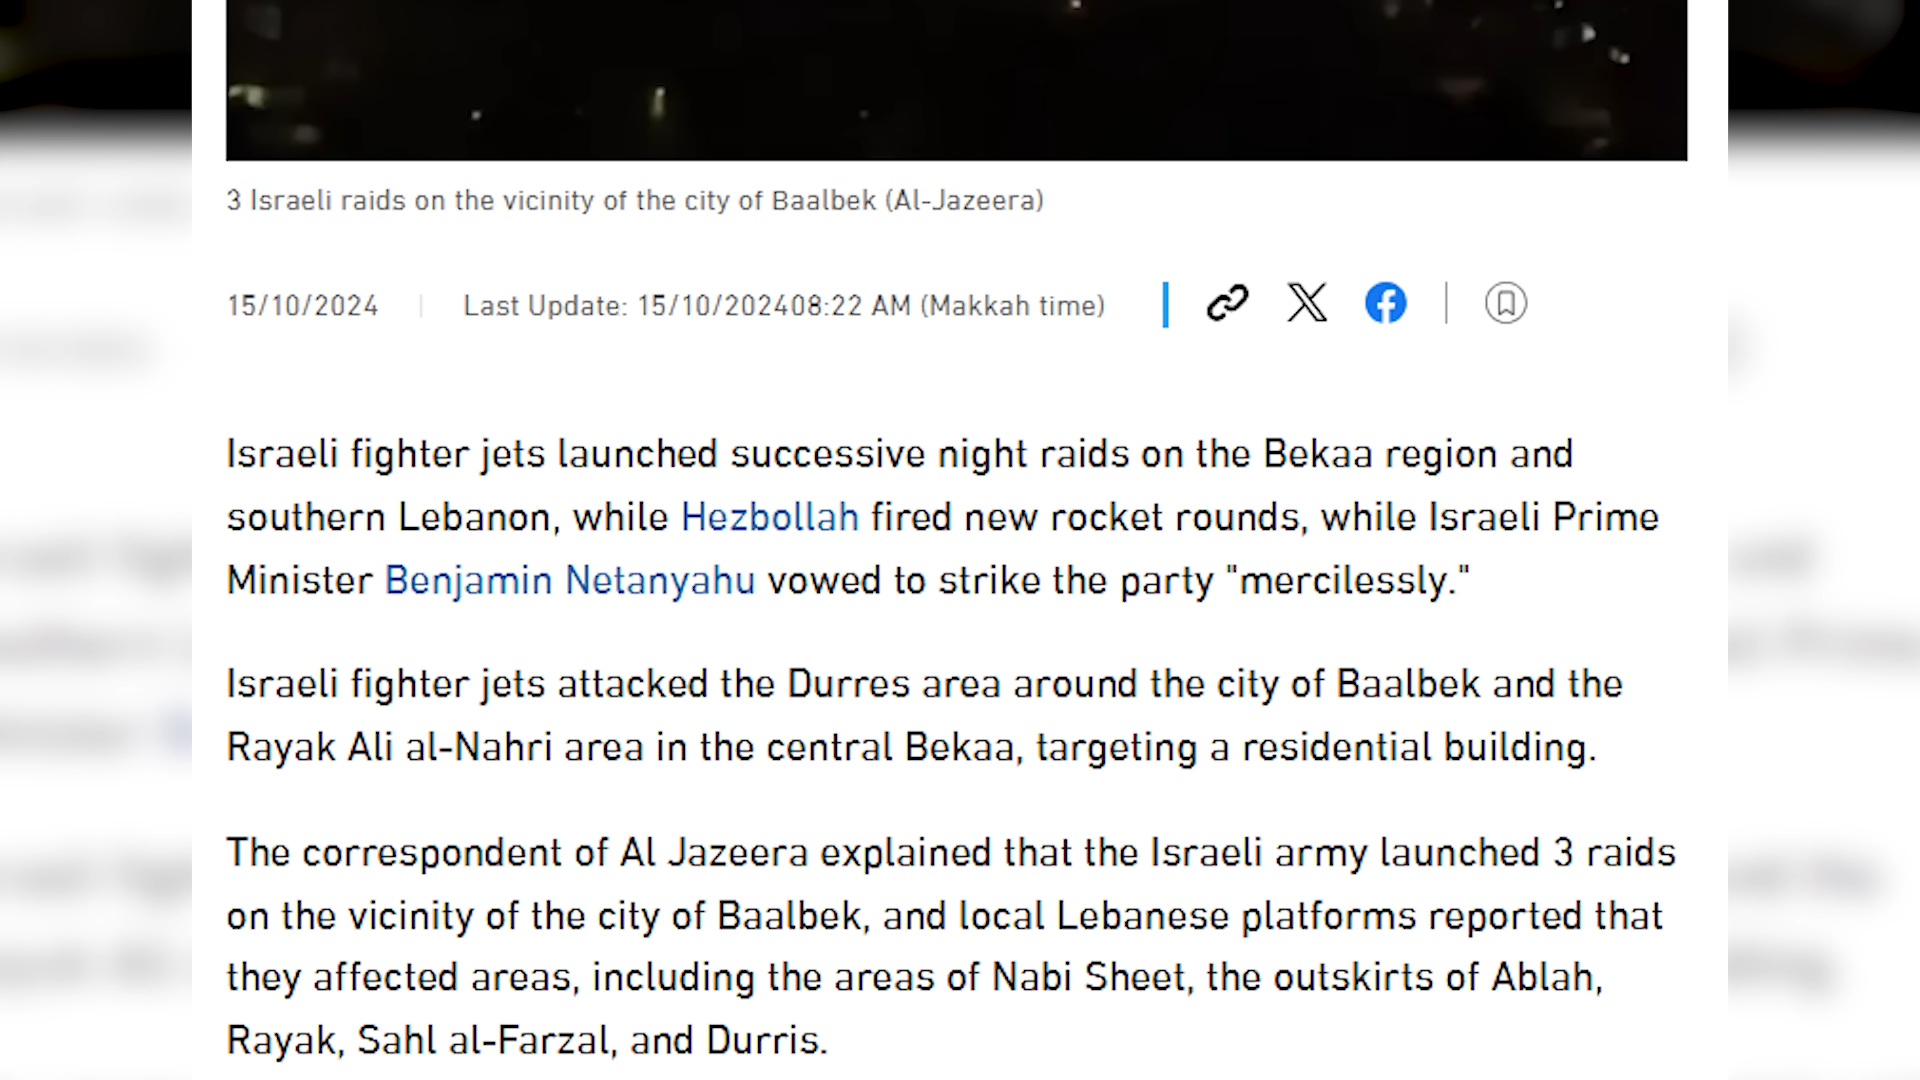 3 Israeli raids on the vicinity of the city of Baalbek (Al-Jazeera)
15/10/2024 Last Update: 15/10/202408:22 AM (Makkah time)
Israeli fighter jets launched successive night raids on the Bekaa region and
southern Lebanon, while Hezbollah fired new rocket rounds, while Israeli Prime
Minister Benjamin Netanyahu vowed to strike the party "mercilessly."
Israeli fighter jets attacked the Durres area around the city of Baalbek and the
Rayak Ali al-Nahri area in the central Bekaa, targeting a residential building.
The correspondent of Al Jazeera explained that the Israeli army launched 3 raids
on the vicinity of the city of Baalbek, and local Lebanese platforms reported that
they affected areas, including the areas of Nabi Sheet, the outskirts of Ablah,
Rayak, Sahl al-Farzal, and Durris.